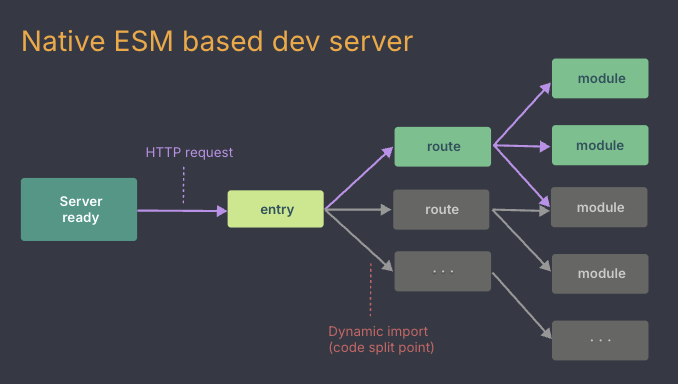 Native ESM based dev server
module
HTTP request
route
module
Server
ready
entry
route
module
...
module
Dynamic import
(code split point)
...